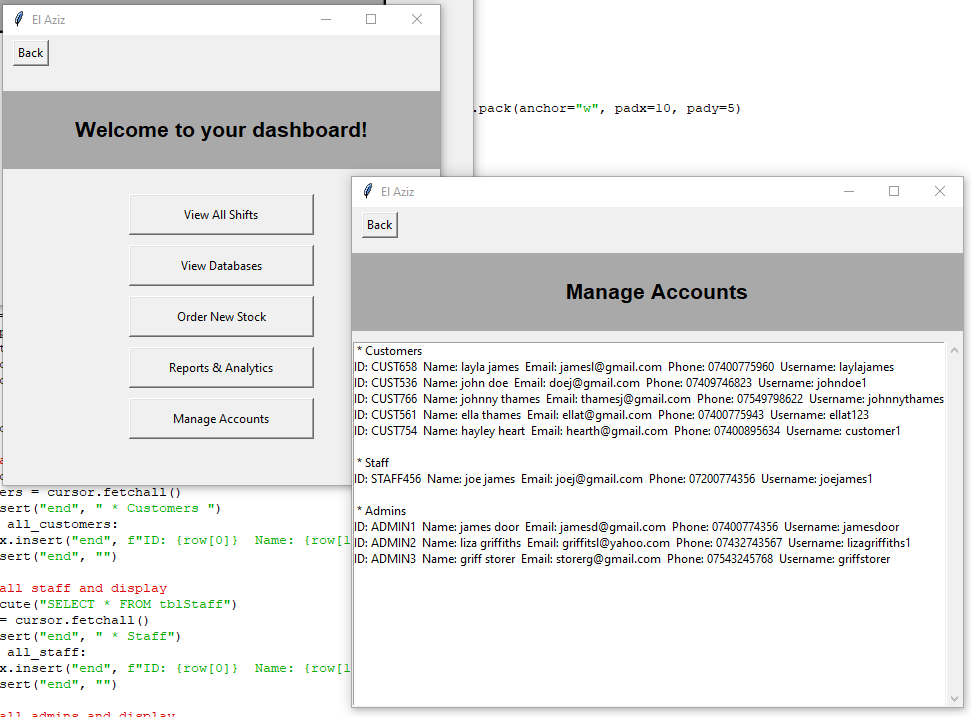 El Aziz
Back
Welcome to your dashboard!
View All Shifts
View Databases
Order New Stock
Reports & Analytics
Manage Accounts
.pack(anchor="w", padx=10, pady=5)
El Aziz
Back
Manage Accounts
* Customers
ID: CUST658 Name: layla james Email: jamesl@gmail.com Phone: 07400775960 Username: laylajames
ID: CUST536 Name: john doe Email: doej@gmail.com Phone: 07409746823 Username: johndoe1
ID: CUST766 Name: johnny thames Email: thamesj@gmail.com Phone: 07549798622 Username: johnnythames
ID: CUST561 Name: ella thames Email: ellat@gmail.com Phone: 07400775943 Username: ellat123
ID: CUST754 Name: hayley heart Email: hearth@gmail.com Phone: 07400895634 Username: customer1
* Staff
ID: STAFF456 Name: joe james Email: joej@gmail.com Phone: 07200774356 Username: joejames1
* Admins
ID: ADMIN1 Name: james door Email: jamesd@gmail.com Phone: 07400774356 Username: jamesdoor
ID: ADMIN2 Name: liza griffiths Email: griffitsl@yahoo.com Phone: 07432743567 Username: lizagriffiths1
ID: ADMIN3 Name: griff storer Email: storerg@gmail.com Phone: 07543245768 Username: griffstorer
ers = cursor.fetchall()
sert("end", " * Customers ")
all_customers:
x.insert("end", f"ID: {row[0]}  Name: {row[1
sert("end", "")
all staff and display
cute("SELECT * FROM tblStaff")
= cursor.fetchall()
sert("end", " * Staff")
all_staff:
x.insert("end", f"ID: {row[0]}  Name: {row[1
sert("end", "")
all admins and display